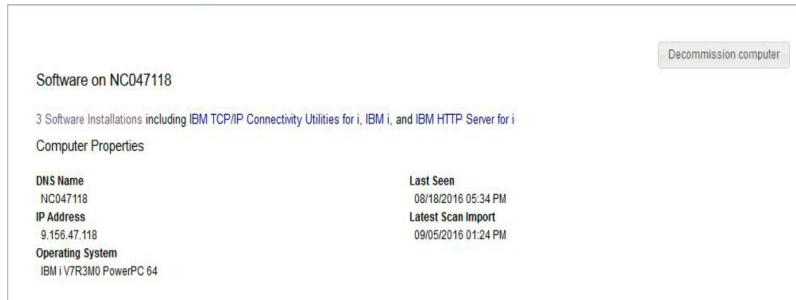 Decommission computer
Software on NC047118
3 Software Installations including IBM TCP/IP Connectivity Utilities for i, IBM i, and IBM HTTP Server for i
Computer Properties
DNS Name
NC047118
IP Address
9.156.47.118
Operating System
IBM i V7R3M0 PowerPC 64
Last Seen
08/18/2016 05:34 PM
Latest Scan Import
09/05/2016 01:24 PM